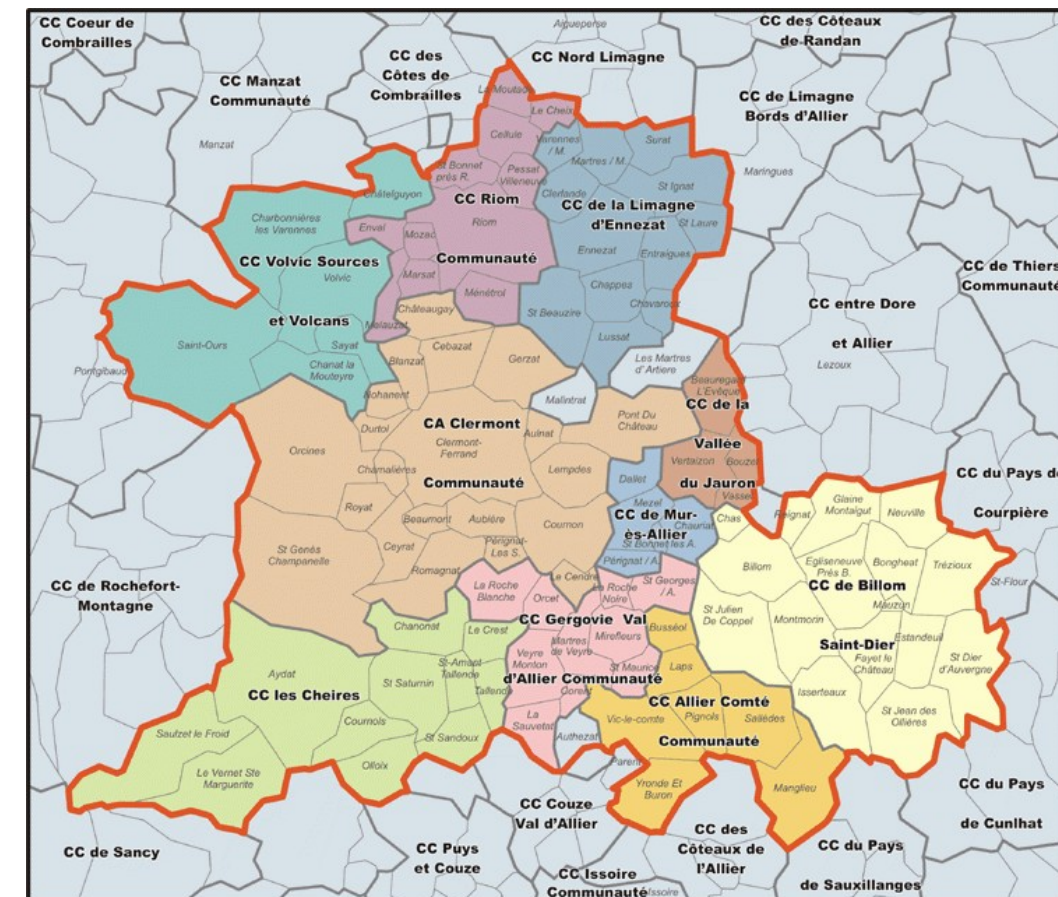 CC Coeur de
Combrailles
CC Manzat
Communauté
Manzat
CC des
Côtes de
Combrailles
Aigueperse
CC Nord Limagne
CC des Côteaux
de Randan
CC de Limagne
Bords d'Allier
Maringues
CC de Thiers
Communauté
CC entre Dore
et Allier
Lezoux
CC du Pays de
Courpière
St-Flour
CC du Pays
de Cunlhat
CC du Pays
de Sauxillanges
CC des
Côteaux de
l'Allier
CC Issoire
Communauté
Issoire
CC Couze
Val d'Allier
CC Puys
et Couze
CC de Sancy
CC de Rochefort-
Montagne
Pontgibaud
La Moutade
Le Cheix
Cellule
St Bonnet
près R.
Pessat
Villeneuve
CC Riom
Communauté
Riom
Enval
Mozac
Marsat
Ménétrol
Malauzat
Varennes
/ M.
Martres / M.
Surat
Clerlande
St Ignat
CC de la Limagne
d'Ennezat
St Laure
Ennezat
Entraigues
Chappes
Chavaroux
St Beauzire
Lussat
Les Martres
d'Artiere
Malintrat
Châtelguyon
Charbonnières
les Varennes
CC Volvic Sources
et Volcans
Volvic
Saint-Ours
Sayat
Chanat la
Mouteyre
Châteaugay
Cebazat
Gerzat
Blanzat
Nohanent
Durtol
Orcines
CA Clermont
Communauté
Clermont-
Ferrand
Aulnat
Pont Du
Château
Lempdes
Chamalières
Royat
Beaumont
Aubière
Cournon
Ceyrat
Romagnat
Pérignat-
Les S.
Le Cendre
St Genès
Champanelle
Beauregard
L'Evêque
CC de la
Vallée
du Jauron
Vertaizon
Bouzel
Vassel
Dallet
Mezel
CC de Mur-
ès-Allier
Chauriat
St Bonnet les A.
Pérignat / A.
Chas
Reignat
Glaine
Montaigut
Neuville
Billom
Egliseneuve
Près B.
Bongheat
Trézioux
CC de Billom
Saint-Dier
Mauzun
St Julien
De Coppel
Montmorin
Estandeuil
Fayet le
Château
St Dier
d'Auvergne
Isserteaux
St Jean des
Ollières
La Roche
Blanche
Orcet
La Roche
Noire
St Georges
/ A.
CC Gergovie Val
d'Allier Communauté
Martres
de Veyre
Mirefleurs
Veyre
Monton
St Maurice
Corent
La
Sauvetat
Authezat
Busséol
Laps
CC Allier Comté
Communauté
Vic-le-comte
Pignols
Sallèdes
Parent
Yronde Et
Buron
Manglieu
Chanonat
Le Crest
Aydat
St Saturnin
St-Amant
Tallende
Tallende
CC les Cheires
Cournols
St Sandoux
Saulzet le Froid
Olloix
Le Vernet Ste
Marguerite